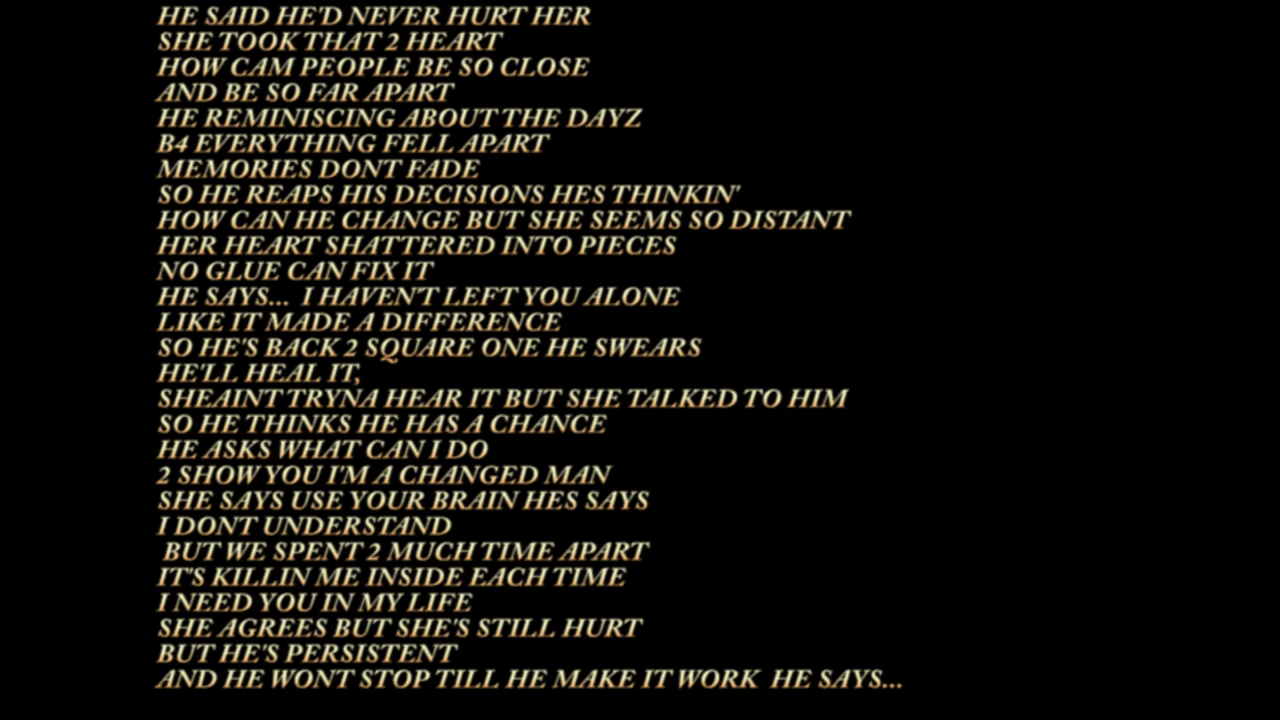 HE SAID HE'D NEVER HURT HER
SHE TOOK THAT 2 HEART
HOW CAM PEOPLE BE SO CLOSE
AND BE SO FAR APART
HE REMINISCING ABOUT THE DAYZ
B4 EVERYTHING FELL APART
MEMORIES DONT FADE
SO HE REAPS HIS DECISIONS HES THINKIN'
HOW CAN HE CHANGE BUT SHE SEEMS SO DISTANT
HER HEART SHATTERED INTO PIECES
NO GLUE CAN FIX IT
HE SAYS... I HAVEN'T LEFT YOU ALONE
LIKE IT MADE A DIFFERENCE
SO HE'S BACK 2 SQUARE ONE HE SWEARS
HE'LL HEAL IT,
SHEAINT TRYNA HEAR IT BUT SHE TALKED TO HIM
SO HE THINKS HE HAS A CHANCE
HE ASKS WHAT CAN I DO
2 SHOW YOU I'M A CHANGED MAN
SHE SAYS USE YOUR BRAIN HES SAYS
I DONT UNDERSTAND
BUT WE SPENT 2 MUCH TIME APART
IT'S KILLIN ME INSIDE EACH TIME
I NEED YOU IN MY LIFE
SHE AGREES BUT SHE'S STILL HURT
BUT HE'S PERSISTENT
AND HE WONT STOP TILL HE MAKE IT WORK HE SAYS...